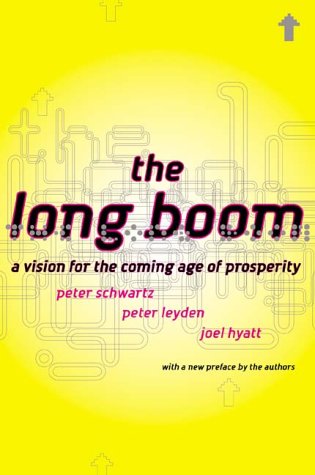 the
long boom
a vision for the coming age of prosperity
peter schwartz
peter leyden
joel hyatt
with a new preface by the authors